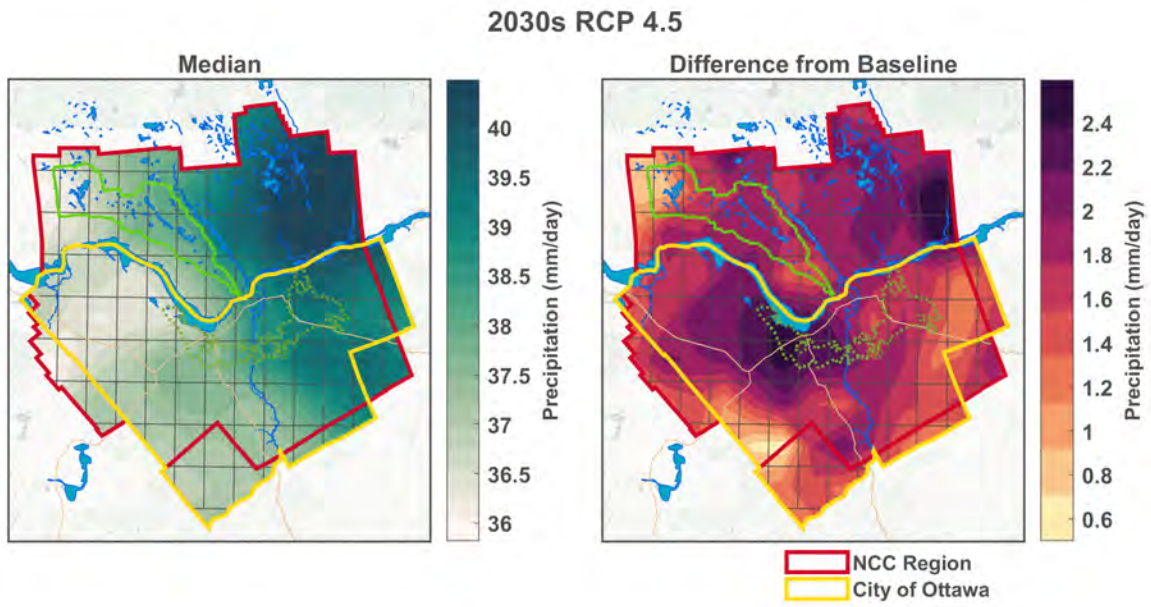 2030s RCP 4.5
Median
Difference from Baseline
40
39.5
39
38.5
38
37.5
37
36.5
36
Precipitation (mm/day)
2.4
2.2
2
1.8
1.6
1.4
1.2
1
0.8
0.6
Precipitation (mm/day)
NCC Region
City of Ottawa